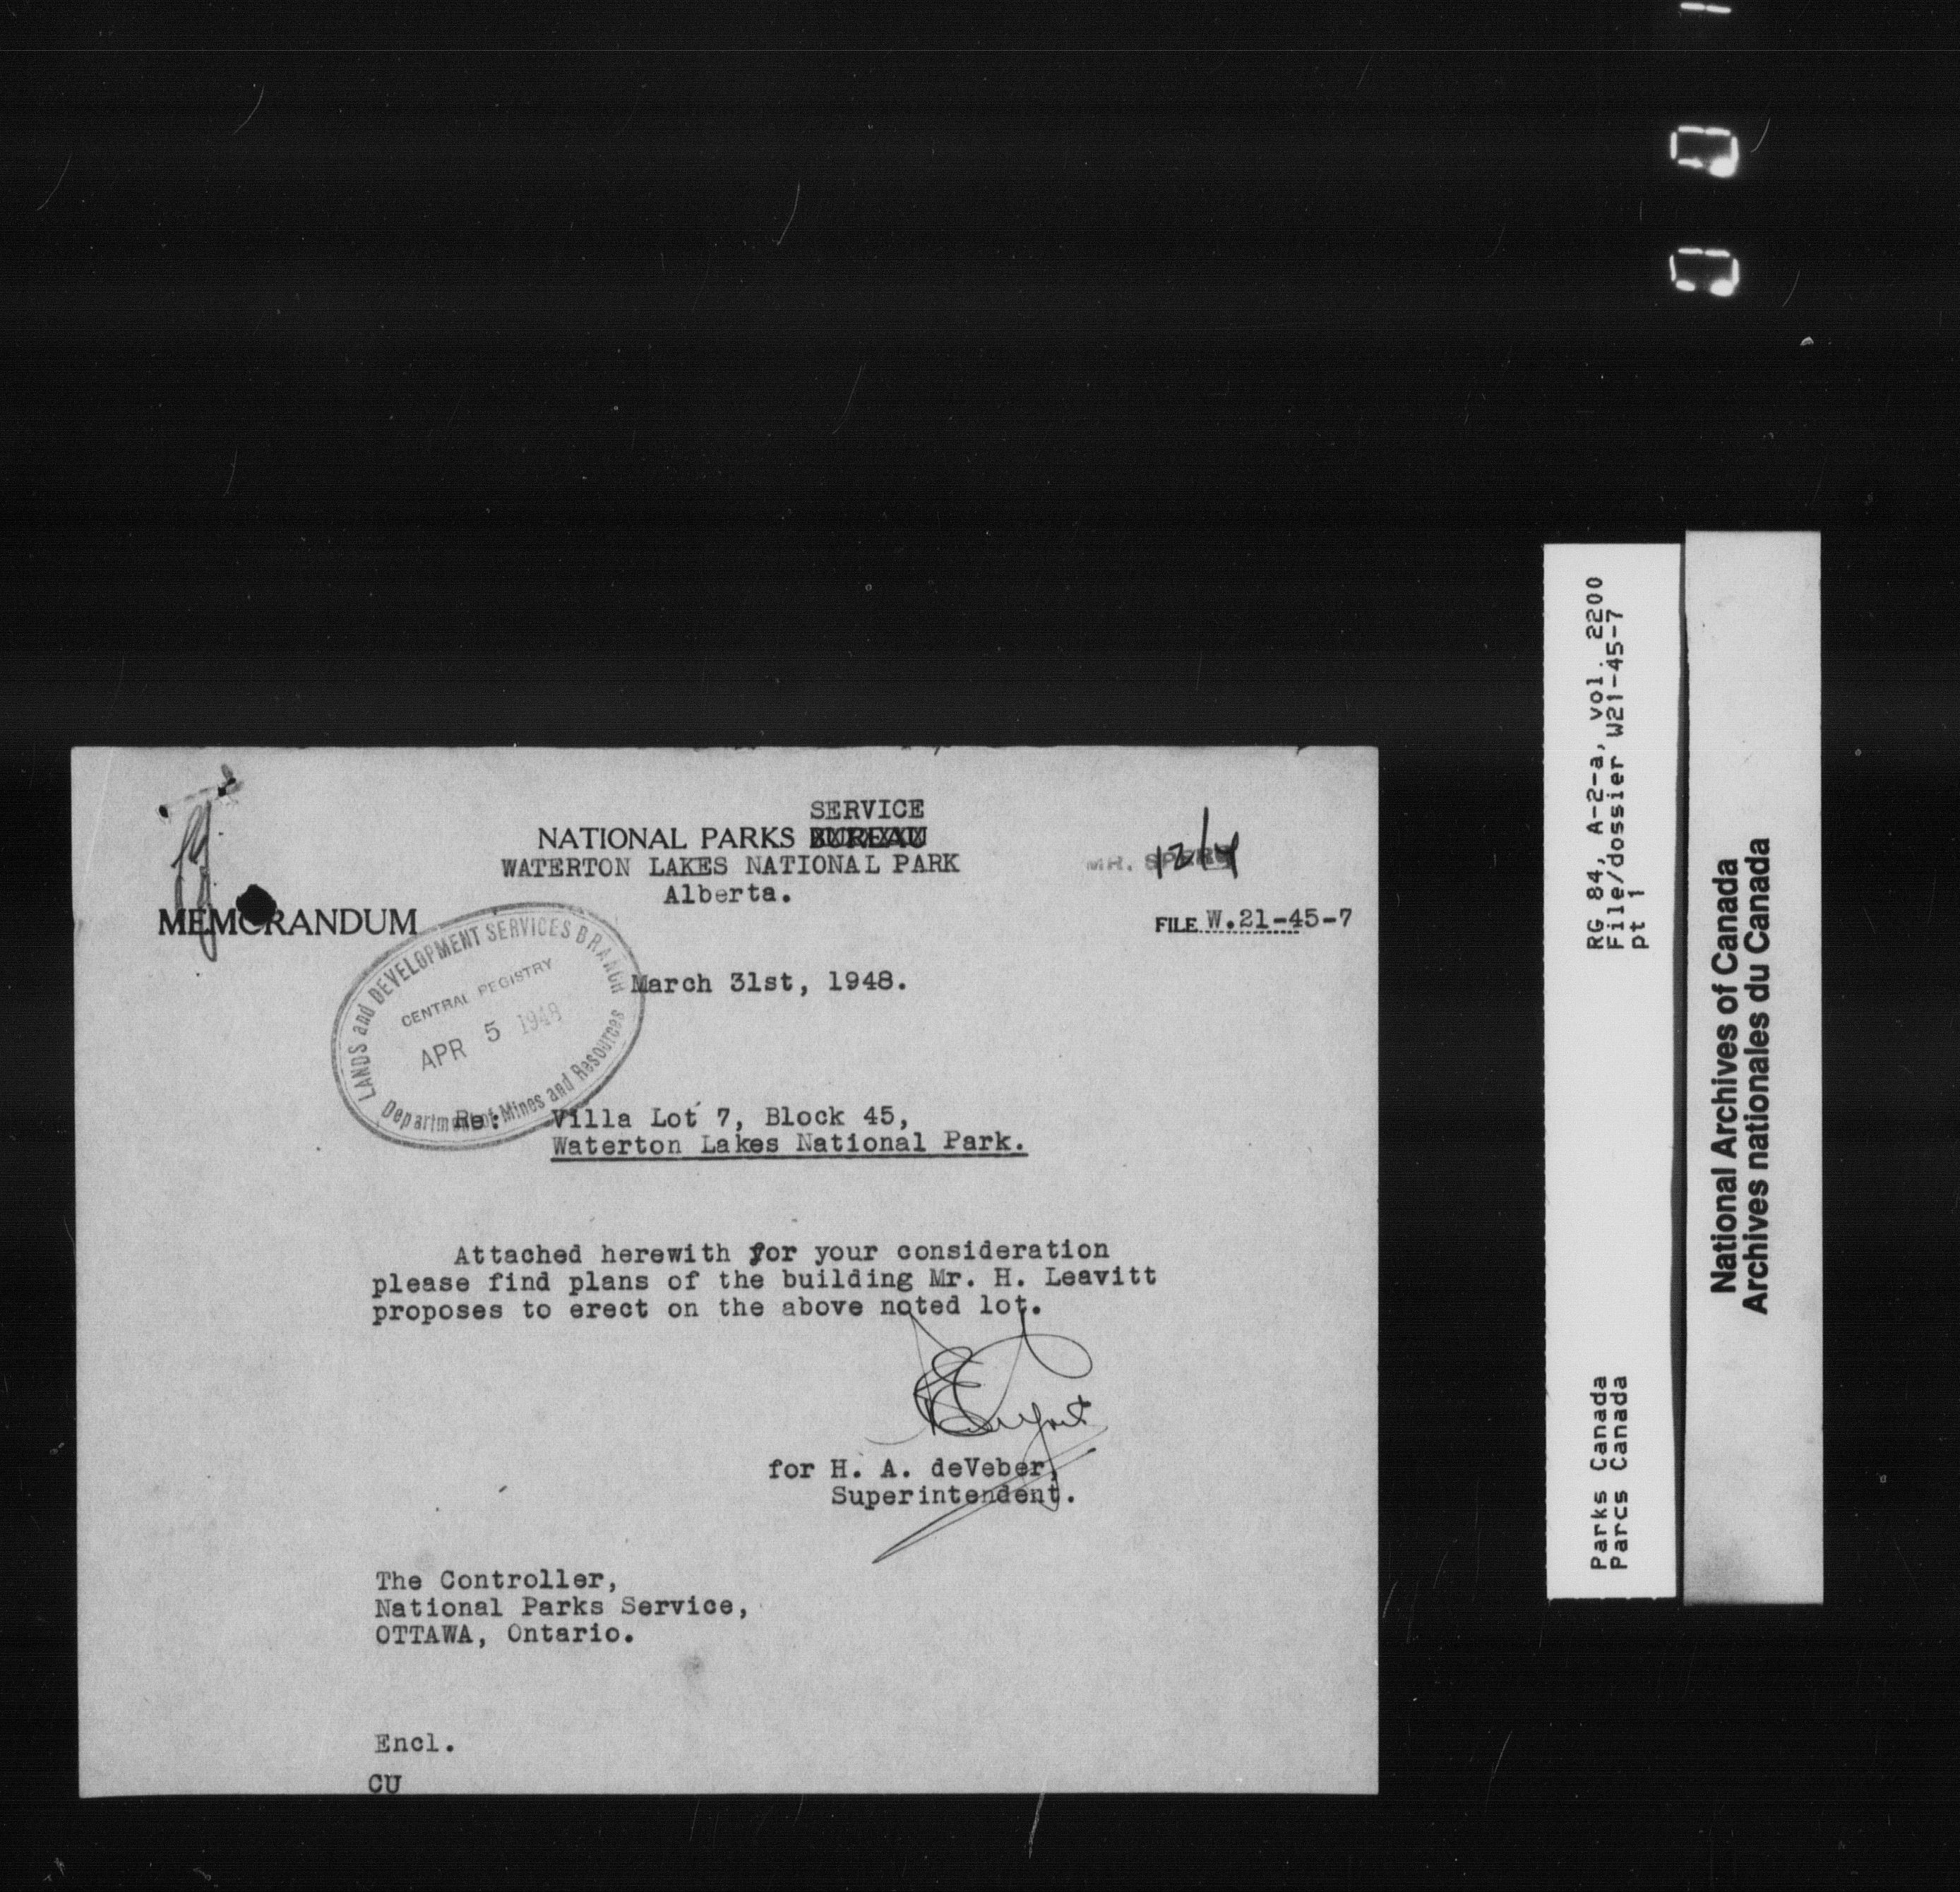 SERVICE
NATIONAL PARKS BUREAU
WATERTON LAKES NATIONAL PARK
Alberta.
MR.
12/4
MEMORANDUM
FILE W.21-45-7
LANDS and DEVELOPMENT SERVICES BRANCH
CENTRAL REGISTRY
APR 5 1948
Department of Mines and Resources
March 31st, 1948.
Re: Villa Lot 7, Block 45,
Waterton Lakes National Park.
Attached herewith for your consideration
please find plans of the building Mr. H. Leavitt
proposes to erect on the above noted lot.
for H. A. deVeber,
Superintendent.
The Controller,
National Parks Service,
OTTAWA, Ontario.
Encl.
CU
RG 84, A-2-a, vol. 2200
File/dossier W21-45-7
pt 1
Parks Canada
Parcs Canada
National Archives of Canada
Archives nationales du Canada